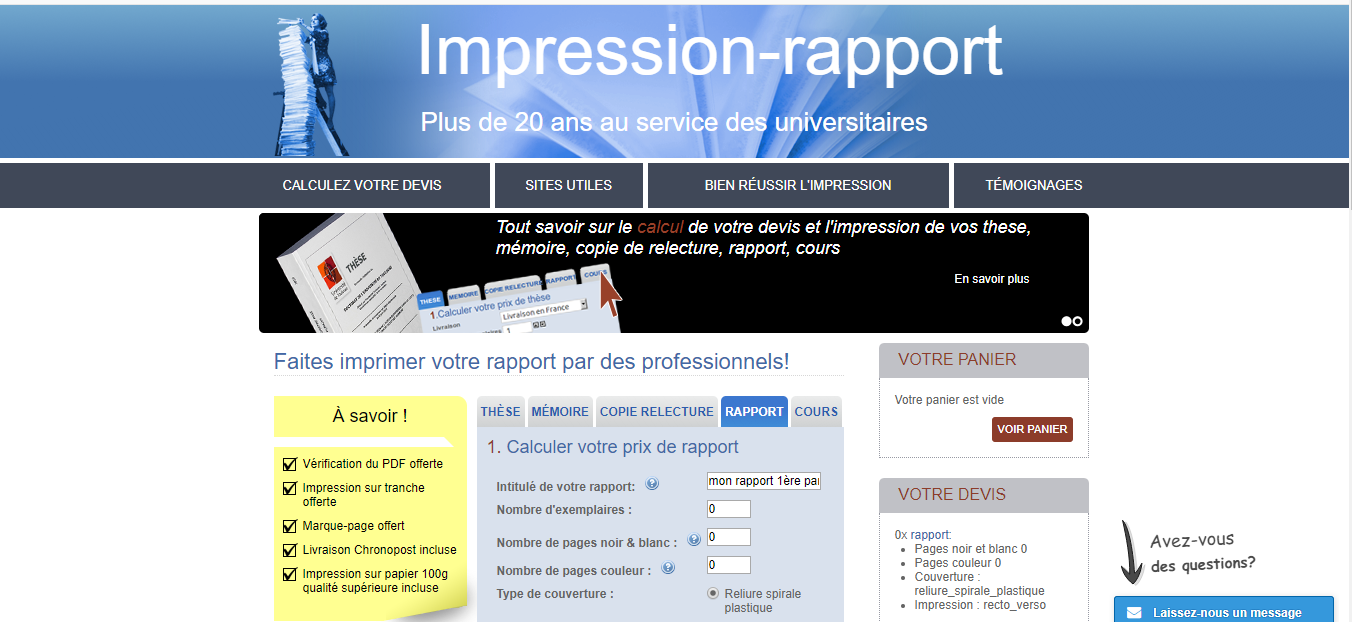 Impression-rapport
Plus de 20 ans au service des universitaires
CALCULEZ VOTRE DEVIS
SITES UTILES
BIEN RÉUSSIR L'IMPRESSION
TÉMOIGNAGES
Tout savoir sur le calcul de votre devis et l'impression de vos these,
mémoire, copie de relecture, rapport, cours
En savoir plus
THÈSE
THESE
MEMOIRE
COPIE RELECTURE
RAPPORT
COURS
1.Calculer votre prix de thèse
Livraison
Livraison en France
1
Faites imprimer votre rapport par des professionnels!
À savoir !
Vérification du PDF offerte
Impression sur tranche
offerte
Marque-page offert
Livraison Chronopost incluse
Impression sur papier 100g
qualité supérieure incluse
THÈSE
MÉMOIRE
COPIE RELECTURE
RAPPORT
COURS
1. Calculer votre prix de rapport
Intitulé de votre rapport:
mon rapport 1ère pa
Nombre d'exemplaires :
0
Nombre de pages noir & blanc :
0
Nombre de pages couleur :
0
Type de couverture :
Reliure spirale
plastique
VOTRE PANIER
Votre panier est vide
VOIR PANIER
VOTRE DEVIS
0x rapport:
Pages noir et blanc 0
Pages couleur 0
Couverture :
reliure_spirale_plastique
Impression : recto_verso
Avez-vous
des questions?
Laissez-nous un message